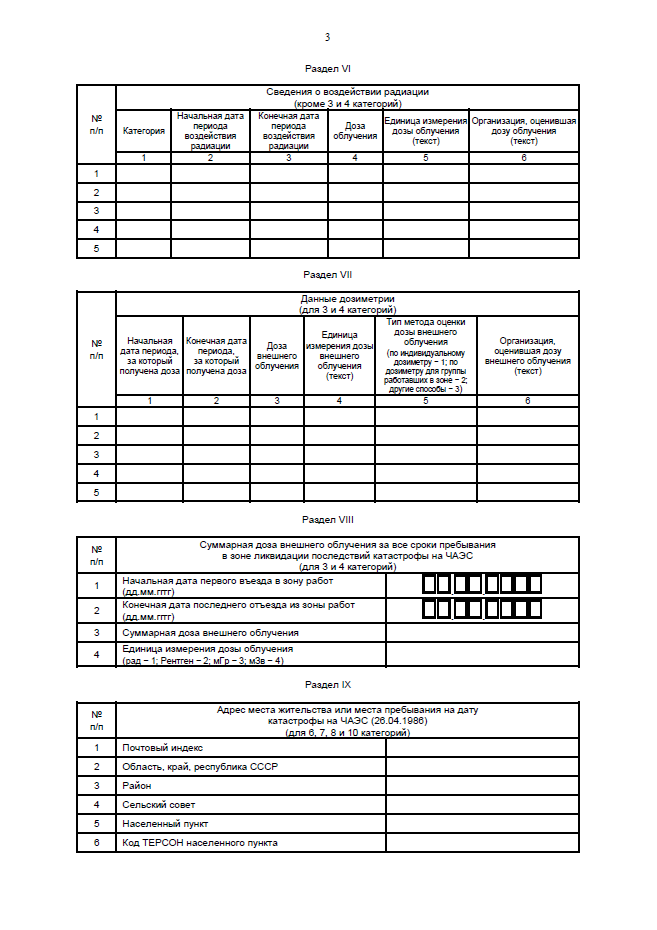 3
Раздел VI
№
п/п
Сведения о воздействии радиации
(кроме 3 и 4 категорий)
Категория
Начальная дата
периода
воздействия
радиации
Конечная дата
периода
воздействия
радиации
Доза
облучения
Единица измерения
дозы облучения
(текст)
Организация, оценившая
дозу облучения
(текст)
1 2 3 4 5 6
1
2
3
4
5
Раздел VII
№
п/п
Данные дозиметрии
(для 3 и 4 категорий)
Начальная
дата периода,
за который
получена доза
Конечная дата
периода,
за который
получена доза
Доза
внешнего
облучения
Единица
измерения дозы
внешнего
облучения
(текст)
Тип метода оценки
дозы внешнего
облучения
(по индивидуальному
дозиметру – 1; по
дозиметру для группы
работавших в зоне – 2;
другие способы – 3)
Организация,
оценившая дозу
внешнего облучения
(текст)
1 2 3 4 5 6
1
2
3
4
5
Раздел VIII
№
п/п
Суммарная доза внешнего облучения за все сроки пребывания
в зоне ликвидации последствий катастрофы на ЧАЭС
(для 3 и 4 категорий)
1 Начальная дата первого въезда в зону работ
(дд.мм.гггг)
2 Конечная дата последнего отъезда из зоны работ
(дд.мм.гггг)
3 Суммарная доза внешнего облучения
4 Единица измерения дозы облучения
(рад – 1; Рентген – 2; мГр – 3; мЗв – 4)
Раздел IX
№
п/п
Адрес места жительства или места пребывания на дату
катастрофы на ЧАЭС (26.04.1986)
(для 6, 7, 8 и 10 категорий)
1 Почтовый индекс
2 Область, край, республика СССР
3 Район
4 Сельский совет
5 Населенный пункт
6 Код ТЕРСОН населенного пункта